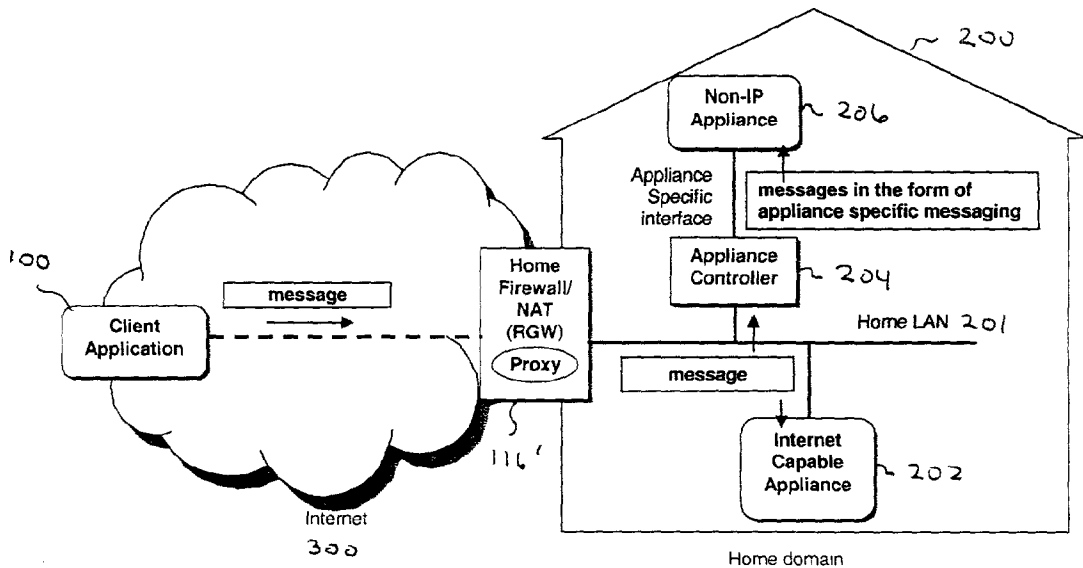 200
Non-IP
Appliance
206
Appliance
Specific
interface
messages in the form of
appliance specific messaging
100
message
Client
Application
Home
Firewall/
NAT
(RGW)
Proxy
Appliance
Controller
204
Home LAN 201
message
116'
Internet
Capable
Appliance
202
Internet
300
Home domain